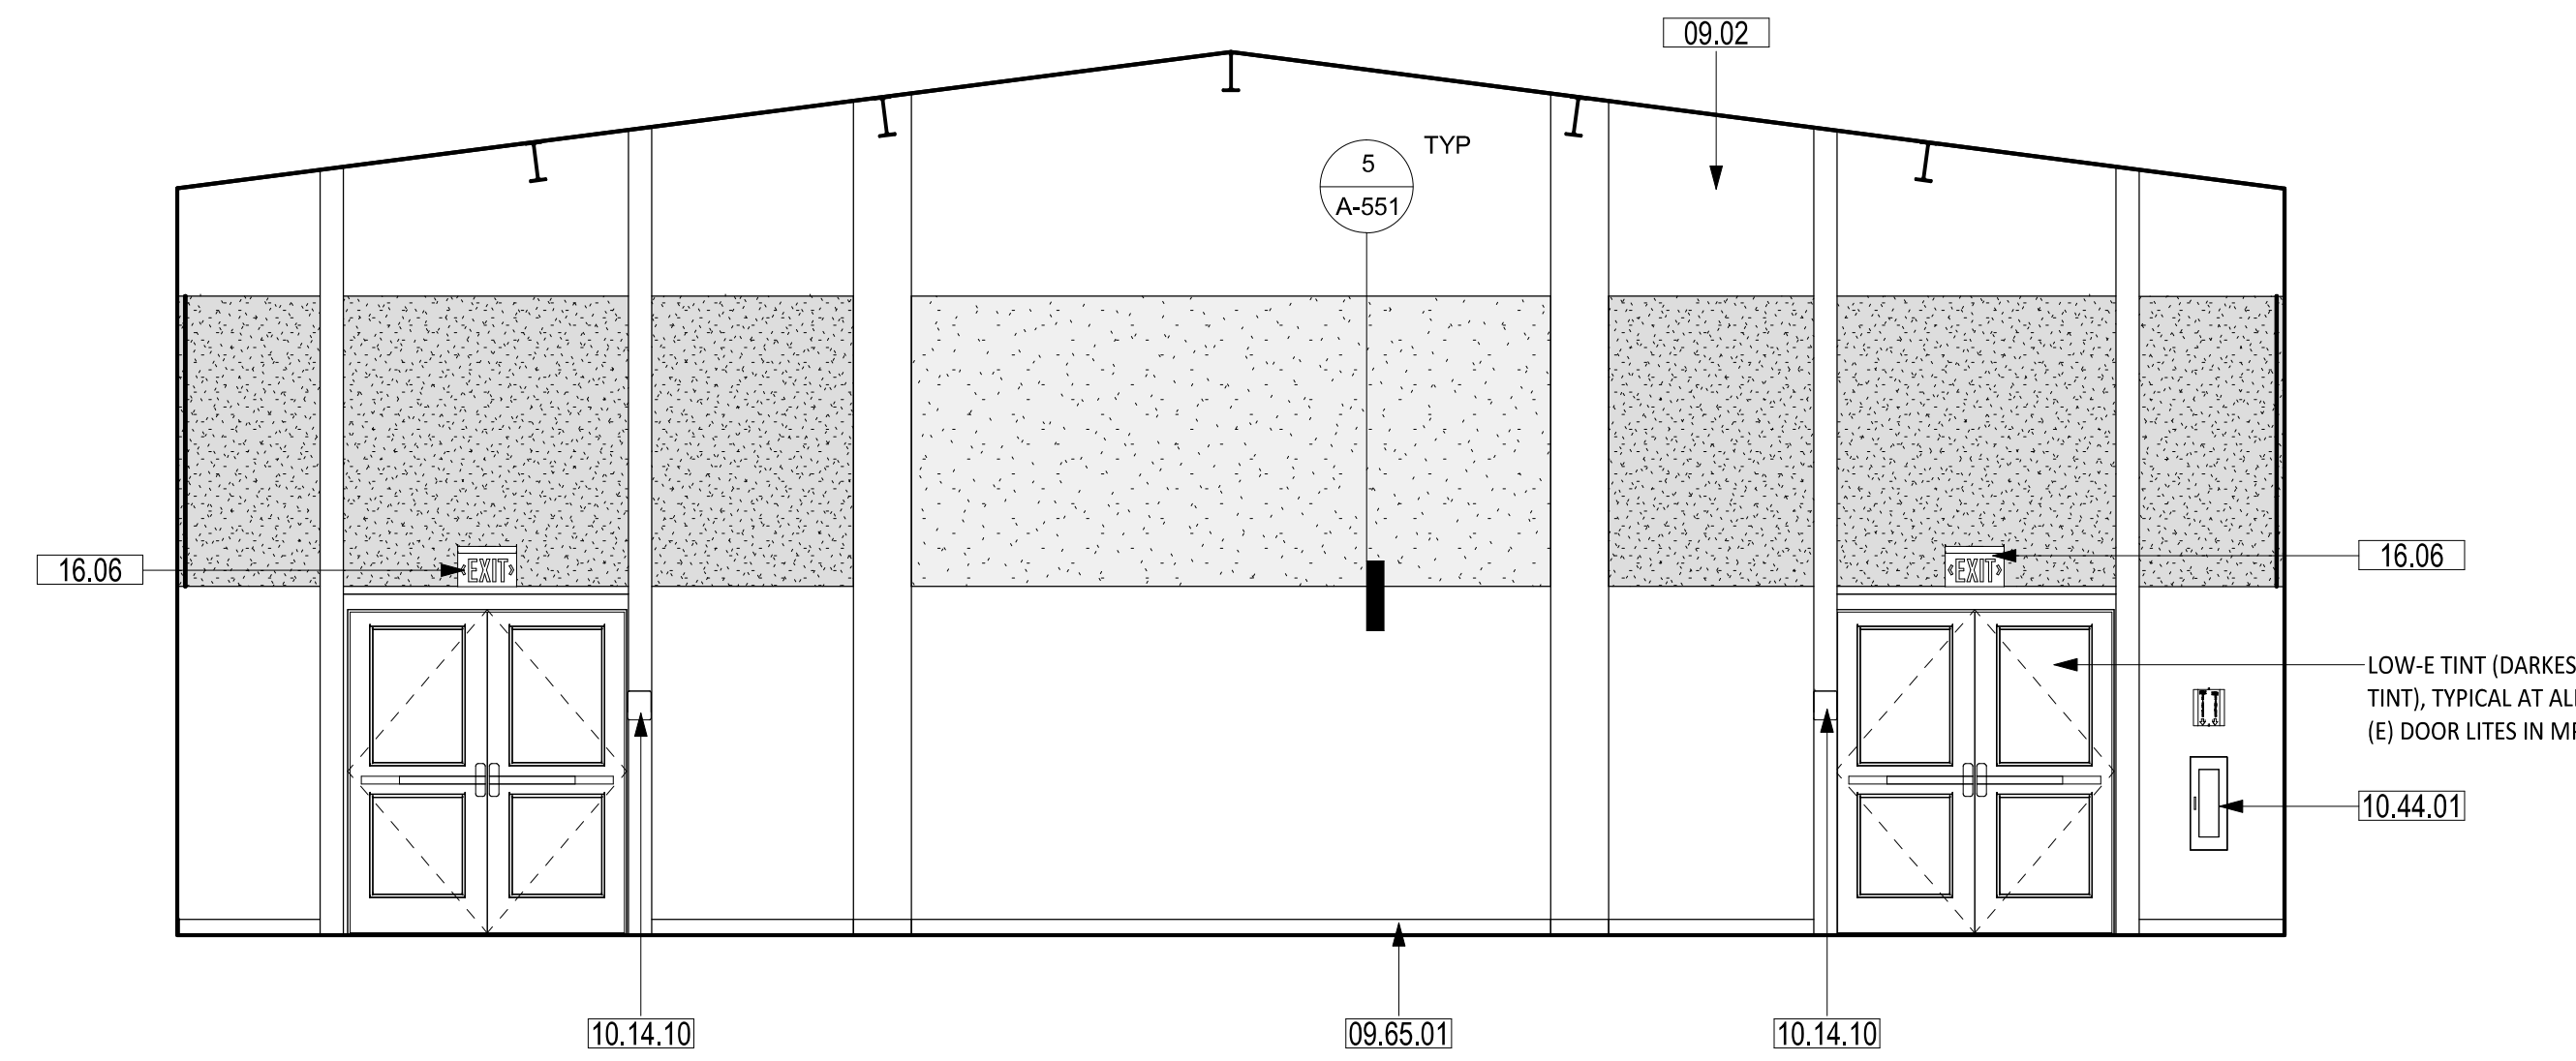 09.02
TYP
5
A-551
16.06
EXIT
EXIT
16.06
LOW-E TINT (DARKES
TINT), TYPICAL AT AL
(E) DOOR LITES IN M
10.44.01
10.14.10
09.65.01
10.14.10